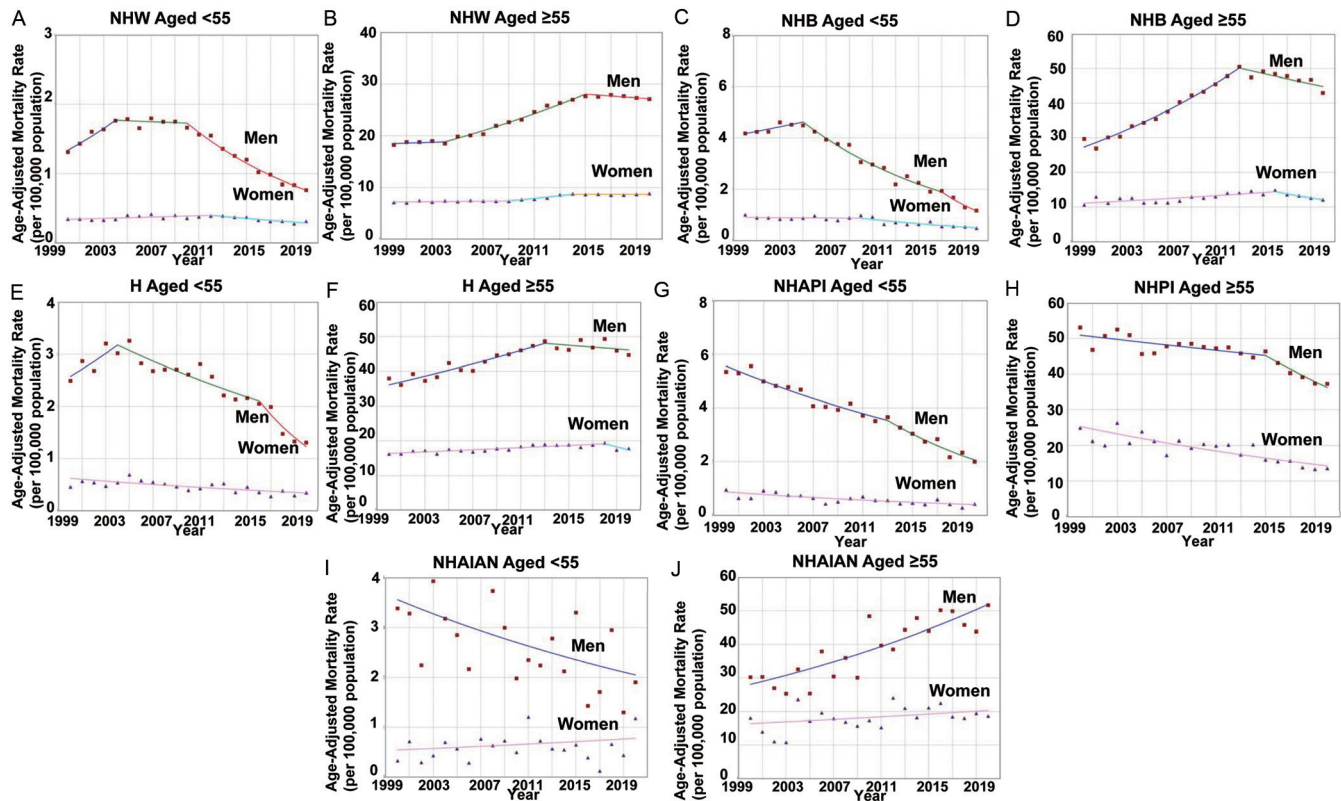 A
NHW Aged <55
Age-Adjusted Mortality Rate
(per 100,000 population)
3
2
1
0
Men
Women
1999 2003 2007 2011 2015 2019
Year
B
NHW Aged ≥55
Age-Adjusted Mortality Rate
(per 100,000 population)
40
30
20
10
0
Men
Women
1999 2003 2007 2011 2015 2019
Year
C
NHB Aged <55
Age-Adjusted Mortality Rate
(per 100,000 population)
8
6
4
2
0
Men
Women
1999 2003 2007 2011 2015 2019
Year
D
NHB Aged ≥55
Age-Adjusted Mortality Rate
(per 100,000 population)
60
50
40
30
20
10
0
Men
Women
1999 2003 2007 2011 2015 2019
Year
E
H Aged <55
Age-Adjusted Mortality Rate
(per 100,000 population)
4
3
2
1
0
Men
Women
1999 2003 2007 2011 2015 2019
Year
F
H Aged ≥55
Age-Adjusted Mortality Rate
(per 100,000 population)
60
50
40
30
20
10
0
Men
Women
1999 2003 2007 2011 2015 2019
Year
G
NHAPI Aged <55
Age-Adjusted Mortality Rate
(per 100,000 population)
8
6
4
2
0
Men
Women
1999 2003 2007 2011 2015 2019
Year
H
NHPI Aged ≥55
Age-Adjusted Mortality Rate
(per 100,000 population)
60
50
40
30
20
10
0
Men
Women
1999 2003 2007 2011 2015 2019
Year
I
NHAIAN Aged <55
Age-Adjusted Mortality Rate
(per 100,000 population)
4
3
2
1
0
Men
Women
1999 2003 2007 2011 2015 2019
Year
J
NHAIAN Aged ≥55
Age-Adjusted Mortality Rate
(per 100,000 population)
60
50
40
30
20
10
0
Men
Women
1999 2003 2007 2011 2015 2019
Year